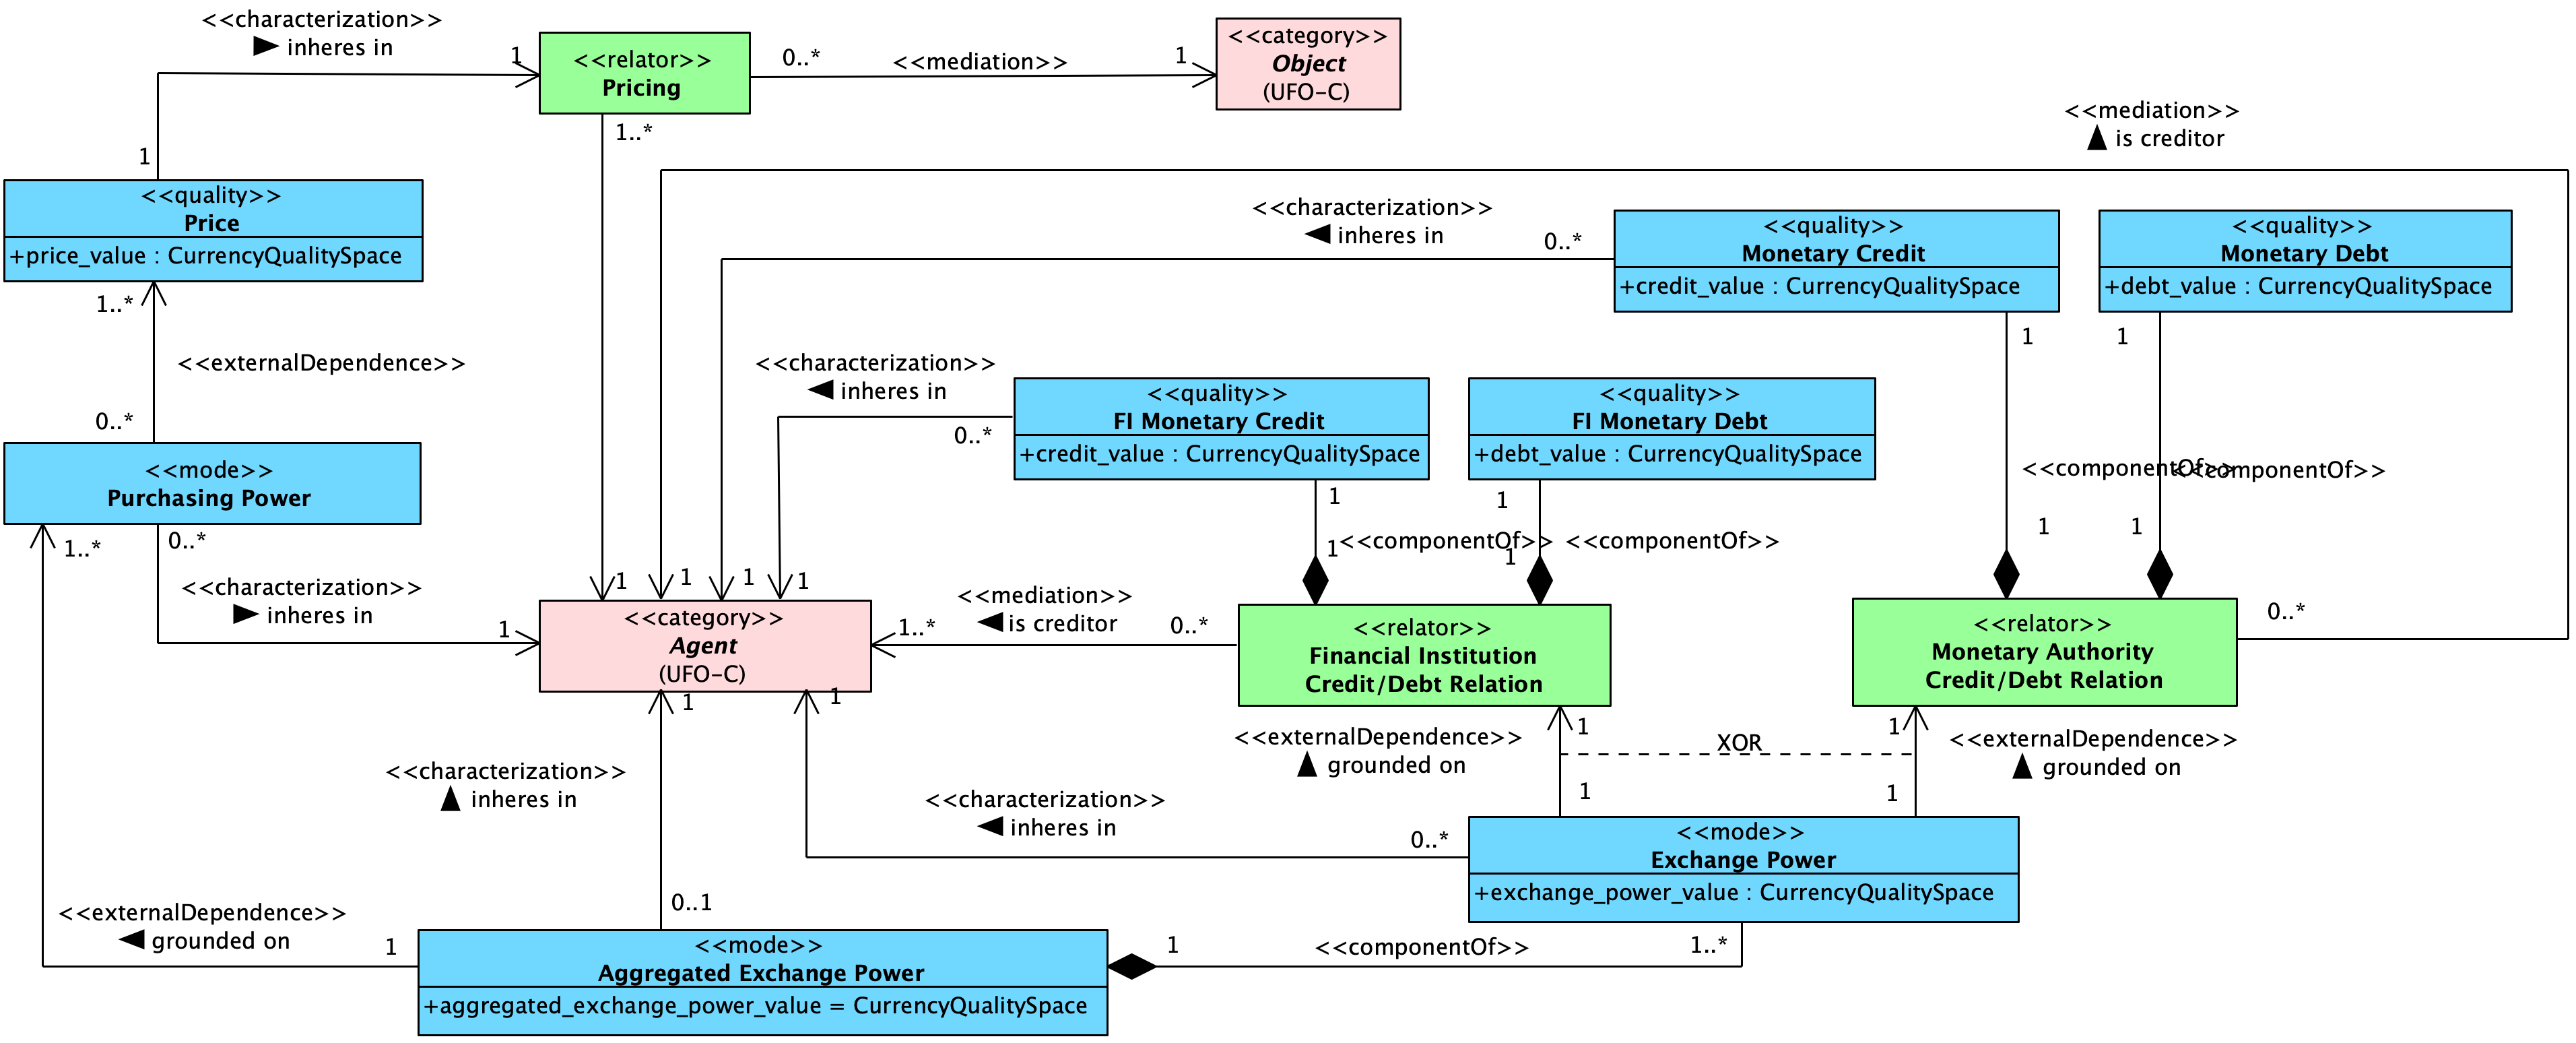 <<characterization>>
▶ inheres in
1
<<relator>>
Pricing
0..*
<<mediation>>
1
<<category>>
Object
(UFO-C)
1..*
<<mediation>>
▲ is creditor
1
<<quality>>
Price
+price_value : CurrencyQualitySpace
<<characterization>>
◀ inheres in
0..*
<<quality>>
Monetary Credit
+credit_value : CurrencyQualitySpace
<<quality>>
Monetary Debt
+debt_value : CurrencyQualitySpace
1..*
<<externalDependence>>
0..*
1
1
<<characterization>>
◀ inheres in
0..*
<<quality>>
FI Monetary Credit
+credit_value : CurrencyQualitySpace
<<quality>>
FI Monetary Debt
+debt_value : CurrencyQualitySpace
<<componentOf>>
<<componentOf>>
<<mode>>
Purchasing Power
1
1
1
1
1..*
0..*
1
<<componentOf>>
1
<<componentOf>>
<<characterization>>
▶ inheres in
1
1
1
1
1
<<category>>
Agent
(UFO-C)
1..*
<<mediation>>
◀ is creditor
0..*
<<relator>>
Financial Institution
Credit/Debt Relation
<<relator>>
Monetary Authority
Credit/Debt Relation
0..*
1
1
<<externalDependence>>
▲ grounded on
1
XOR
1
<<externalDependence>>
▲ grounded on
<<characterization>>
▲ inheres in
<<characterization>>
◀ inheres in
0..*
1
1
<<mode>>
Exchange Power
+exchange_power_value : CurrencyQualitySpace
0..1
<<externalDependence>>
◀ grounded on
1
<<mode>>
Aggregated Exchange Power
+aggregated_exchange_power_value = CurrencyQualitySpace
1
<<componentOf>>
1..*